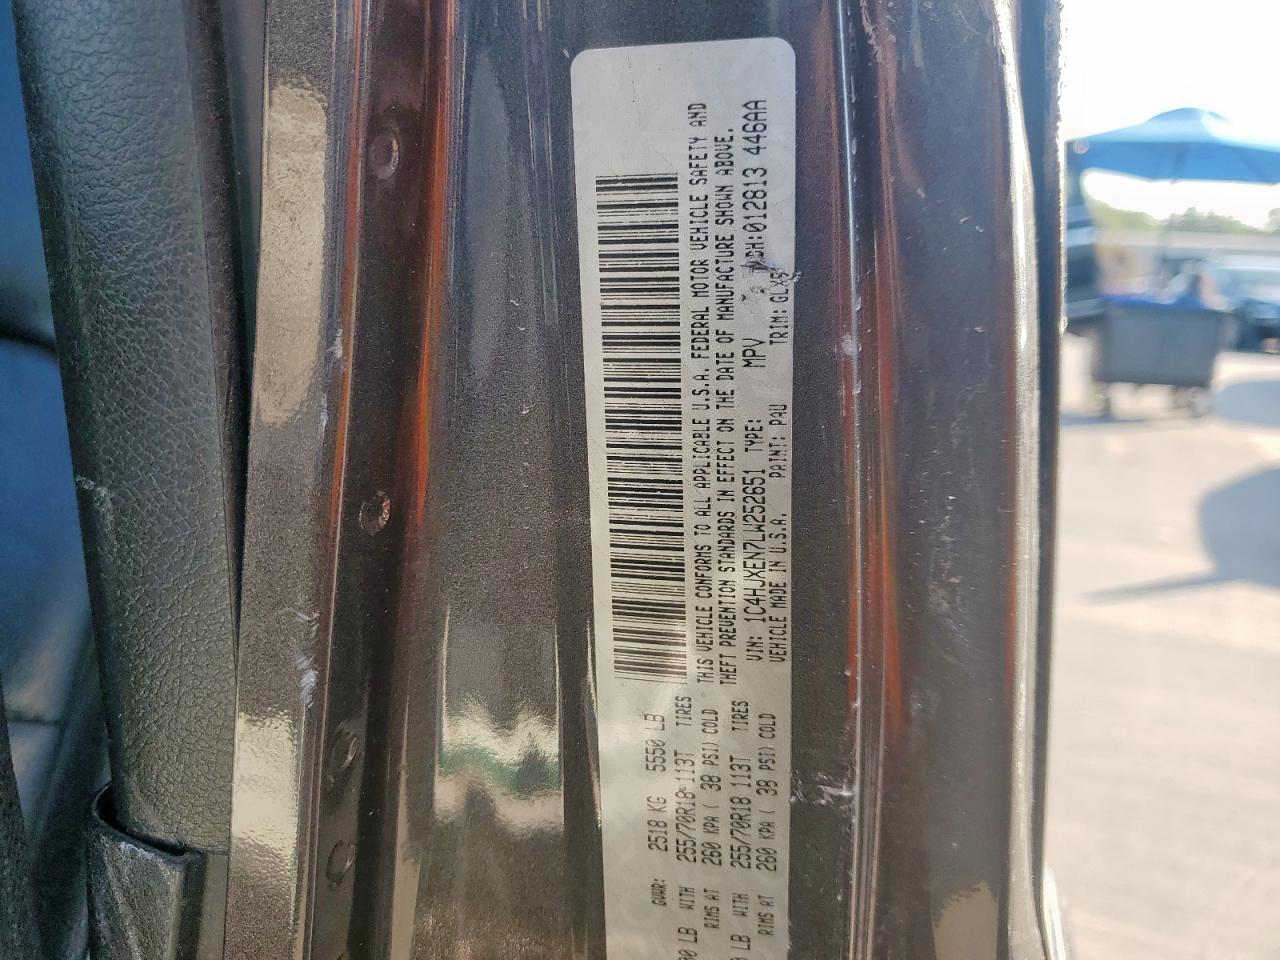 GVWR: 2518 KG 5550 LB
LB WITH 255/70R18 113T TIRES
RIMS AT 260 KPA ( 38 PSI) COLD
LB WITH 255/70R18 113T TIRES
RIMS AT 260 KPA ( 38 PSI) COLD
THIS VEHICLE CONFORMS TO ALL APPLICABLE U.S.A. FEDERAL MOTOR VEHICLE SAFETY AND
THEFT PREVENTION STANDARDS IN EFFECT ON THE DATE OF MANUFACTURE SHOWN ABOVE.
VIN: 1C4HJXEN7LW252651 TYPE: MPV MDH:012813 446AA
VEHICLE MADE IN U.S.A. PAINT: PAU TRIM: